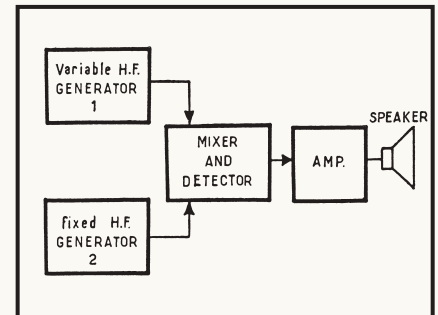 Variable H.F.
GENERATOR
1
MIXER
AND
DETECTOR
AMP.
SPEAKER
fixed H.F.
GENERATOR
2